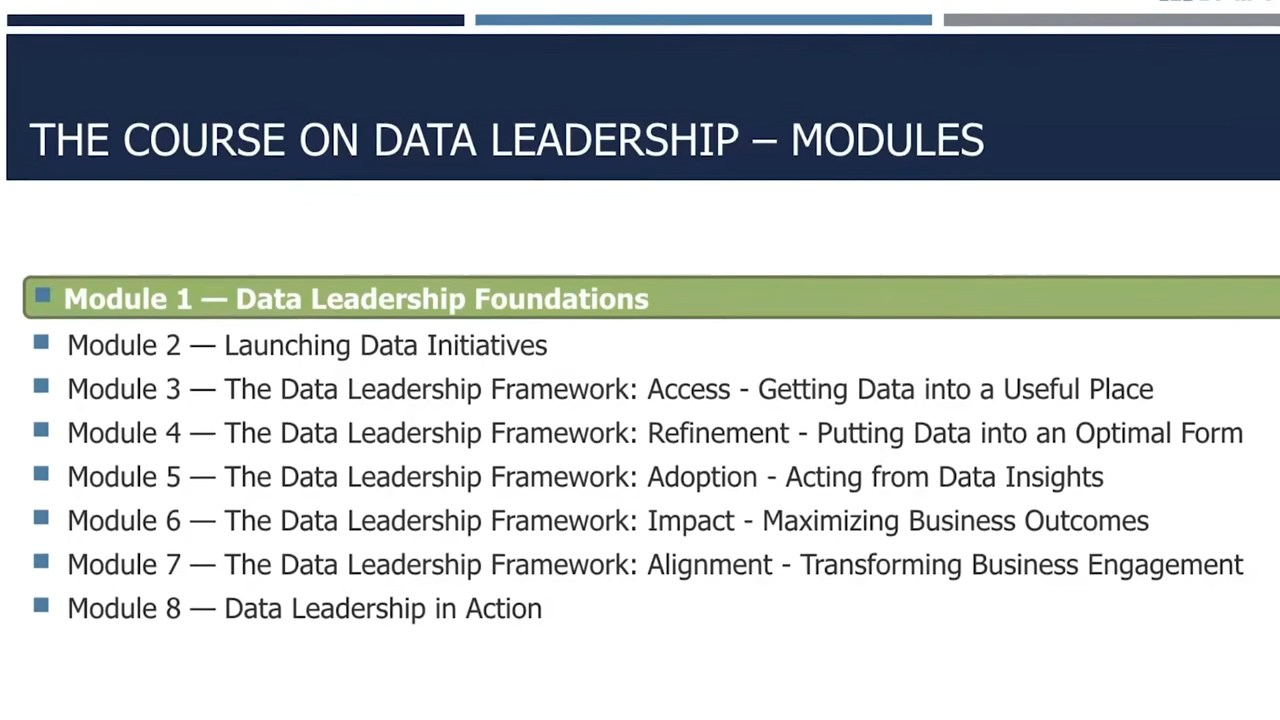 THE COURSE ON DATA LEADERSHIP – MODULES
Module 1 — Data Leadership Foundations
Module 2 — Launching Data Initiatives
Module 3 — The Data Leadership Framework: Access - Getting Data into a Useful Place
Module 4 — The Data Leadership Framework: Refinement - Putting Data into an Optimal Form
Module 5 — The Data Leadership Framework: Adoption - Acting from Data Insights
Module 6 — The Data Leadership Framework: Impact - Maximizing Business Outcomes
Module 7 — The Data Leadership Framework: Alignment - Transforming Business Engagement
Module 8 — Data Leadership in Action